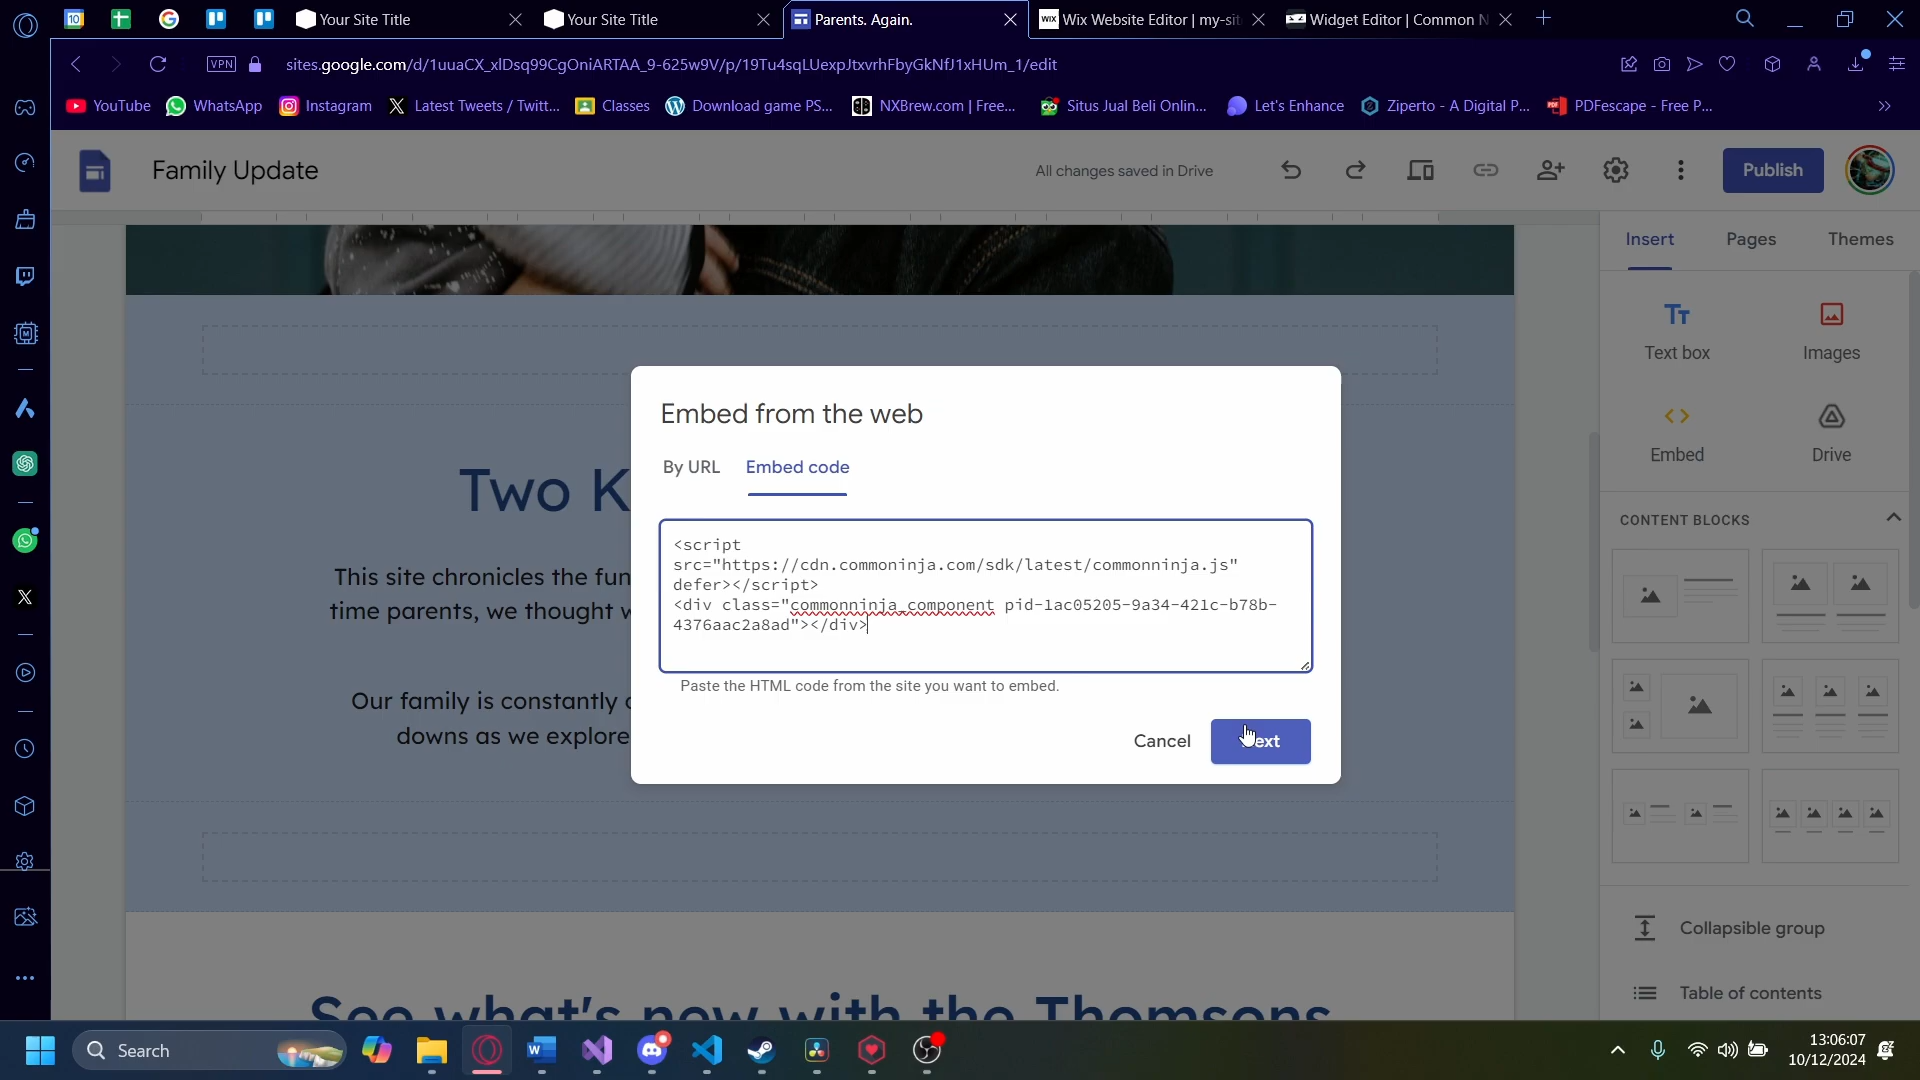 Your Site Title
Your Site Title
Parents. Again.
Wix Website Editor | my-sit
Widget Editor | Common N
VPN
sites.google.com/d/1uuaCX_xlDsq99CgOniARTAA_9-625w9V/p/19Tu4sqLUexpJtxvrhFbyGkNfJ1xHUm_1/edit
YouTube
WhatsApp
Instagram
Latest Tweets / Twitt...
Classes
Download game PS...
NXBrew.com | Free...
Situs Jual Beli Onlin...
Let's Enhance
Ziperto - A Digital P...
PDFescape - Free P...
Family Update
All changes saved in Drive
Publish
Insert
Pages
Themes
Text box
Images
Embed
Drive
CONTENT BLOCKS
Collapsible group
Table of contents
Two K
This site chronicles the fun
time parents, we thought w
Our family is constantly
downs as we explore
See what's new with the Thomsons
Embed from the web
By URL
Embed code
<script
src="https://cdn.commoninja.com/sdk/latest/commonninja.js"
defer></script>
<div class="commonninja_component pid-1ac05205-9a34-421c-b78b-
4376aac2a8ad"></div>
Paste the HTML code from the site you want to embed.
Cancel
Next
Search
13:06:07
10/12/2024